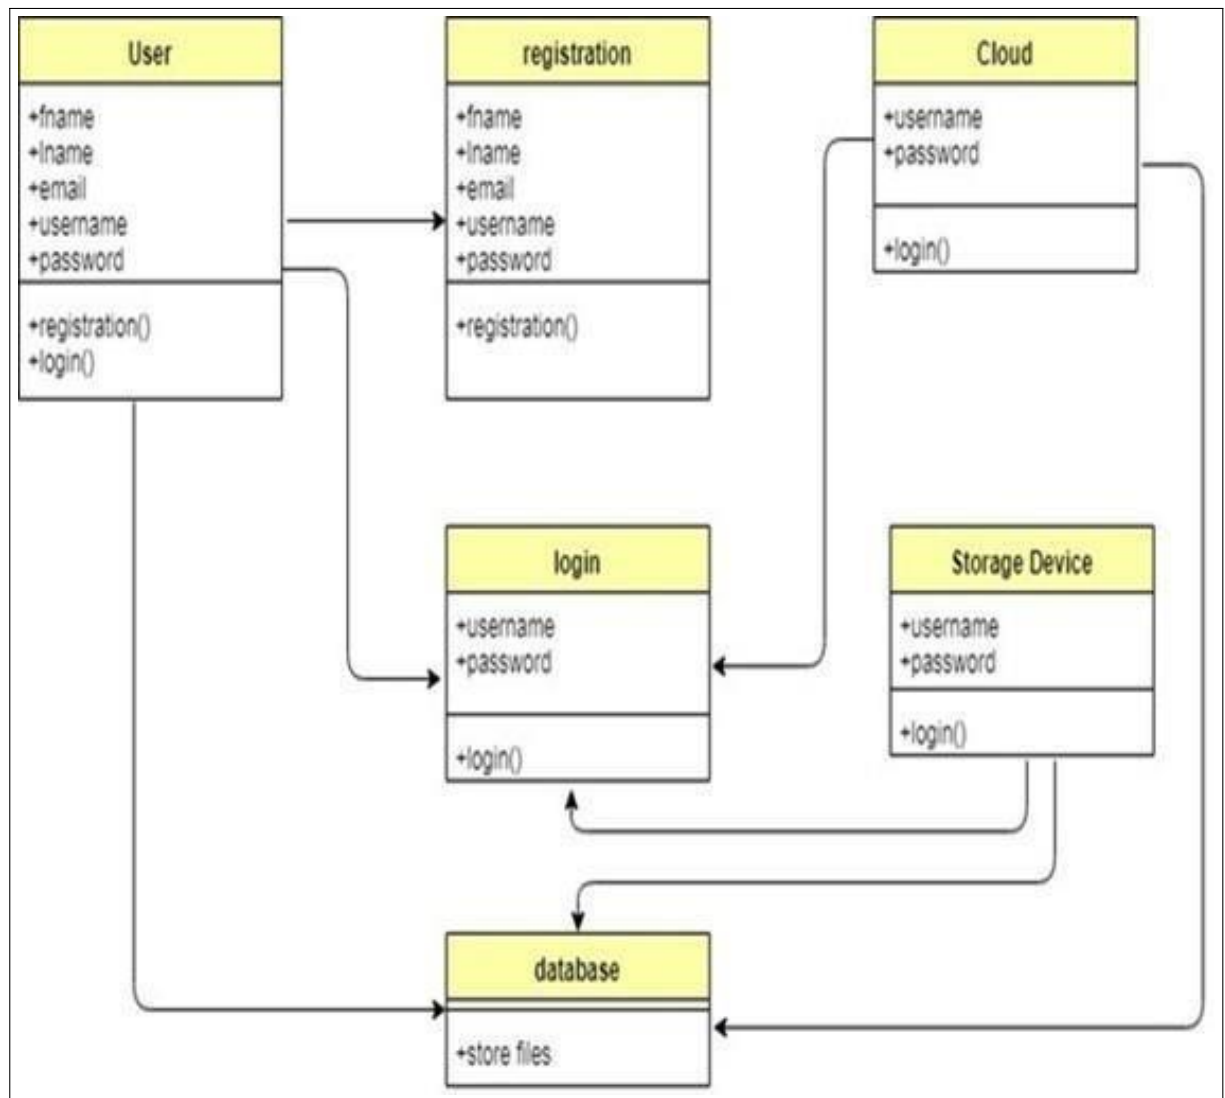 User
+fname
+lname
+email
+username
+password
+registration()
+login()
registration
+fname
+lname
+email
+username
+password
+registration()
Cloud
+username
+password
+login()
login
+username
+password
+login()
Storage Device
+username
+password
+login()
database
+store files